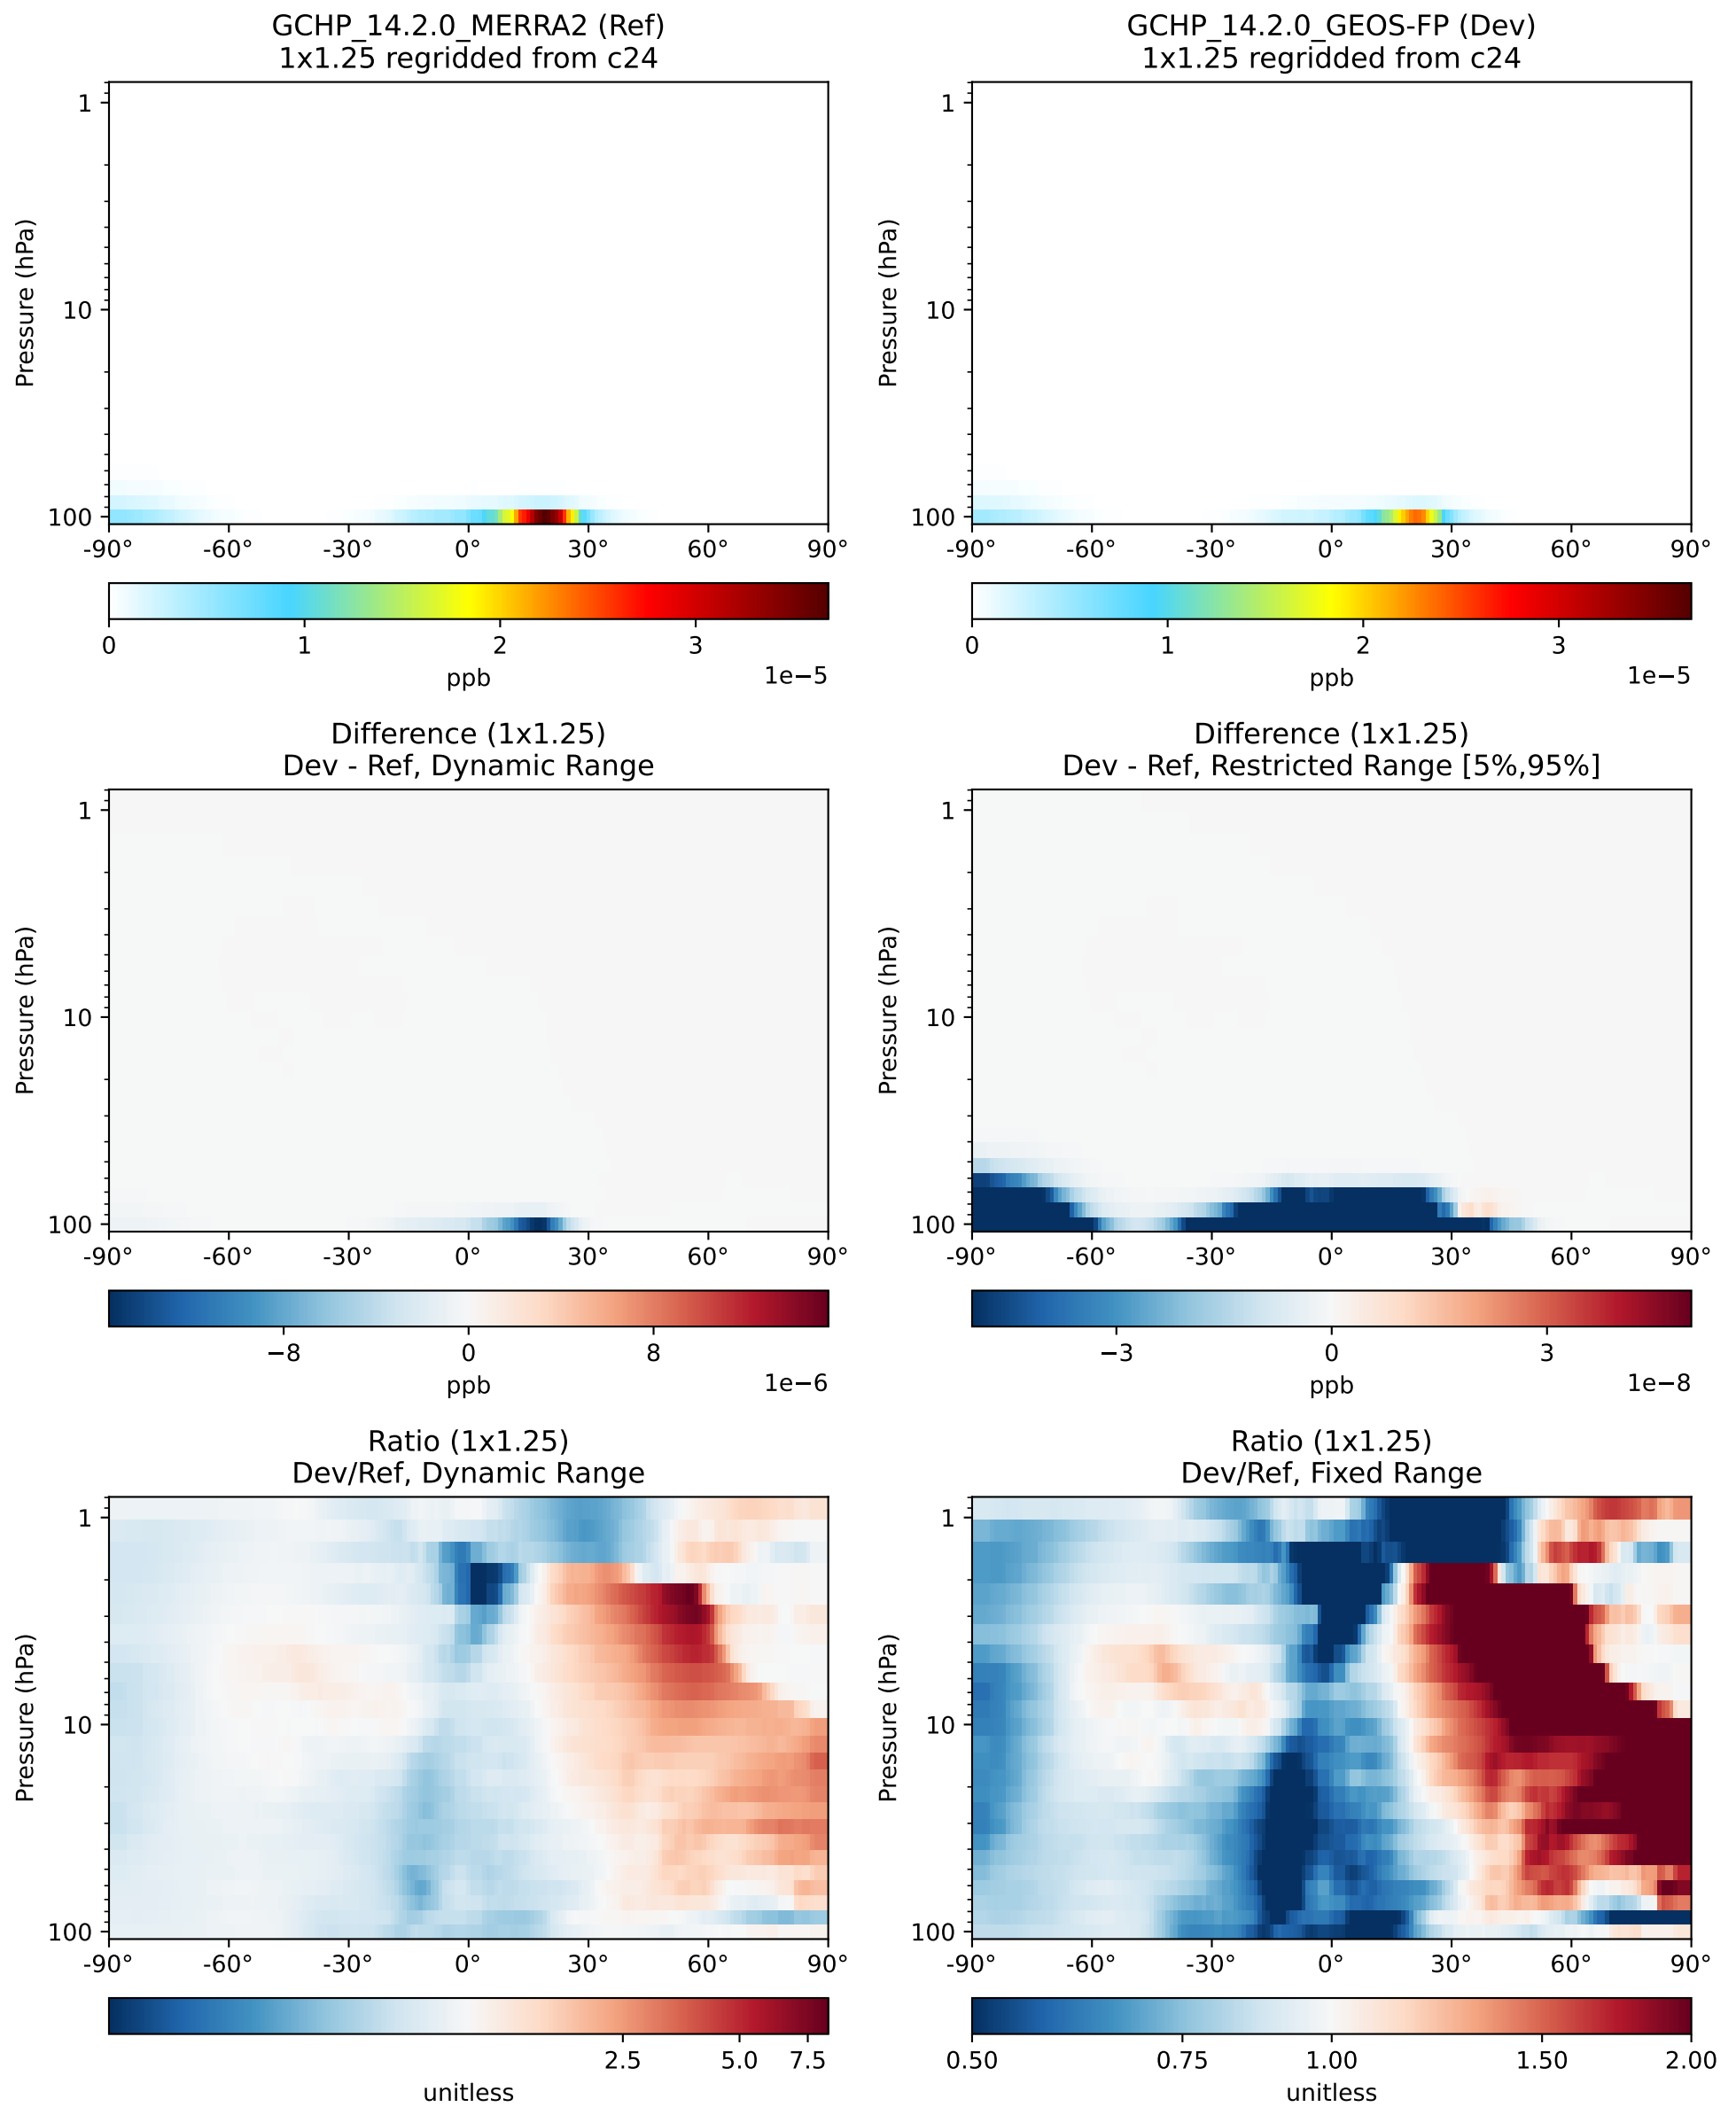 GCHP_14.2.0_MERRA2 (Ref)
1x1.25 regridded from c24
Pressure (hPa)
1
10
100
-90° -60° -30° 0° 30° 60° 90°
0 1 2 3
1e−5
ppb
GCHP_14.2.0_GEOS-FP (Dev)
1x1.25 regridded from c24
Pressure (hPa)
1
10
100
-90° -60° -30° 0° 30° 60° 90°
0 1 2 3
1e−5
ppb
Difference (1x1.25)
Dev - Ref, Dynamic Range
Pressure (hPa)
1
10
100
-90° -60° -30° 0° 30° 60° 90°
−8 0 8
1e−6
ppb
Difference (1x1.25)
Dev - Ref, Restricted Range [5%,95%]
Pressure (hPa)
1
10
100
-90° -60° -30° 0° 30° 60° 90°
−3 0 3
1e−8
ppb
Ratio (1x1.25)
Dev/Ref, Dynamic Range
Pressure (hPa)
1
10
100
-90° -60° -30° 0° 30° 60° 90°
2.5 5.0 7.5
unitless
Ratio (1x1.25)
Dev/Ref, Fixed Range
Pressure (hPa)
1
10
100
-90° -60° -30° 0° 30° 60° 90°
0.50 0.75 1.00 1.50 2.00
unitless